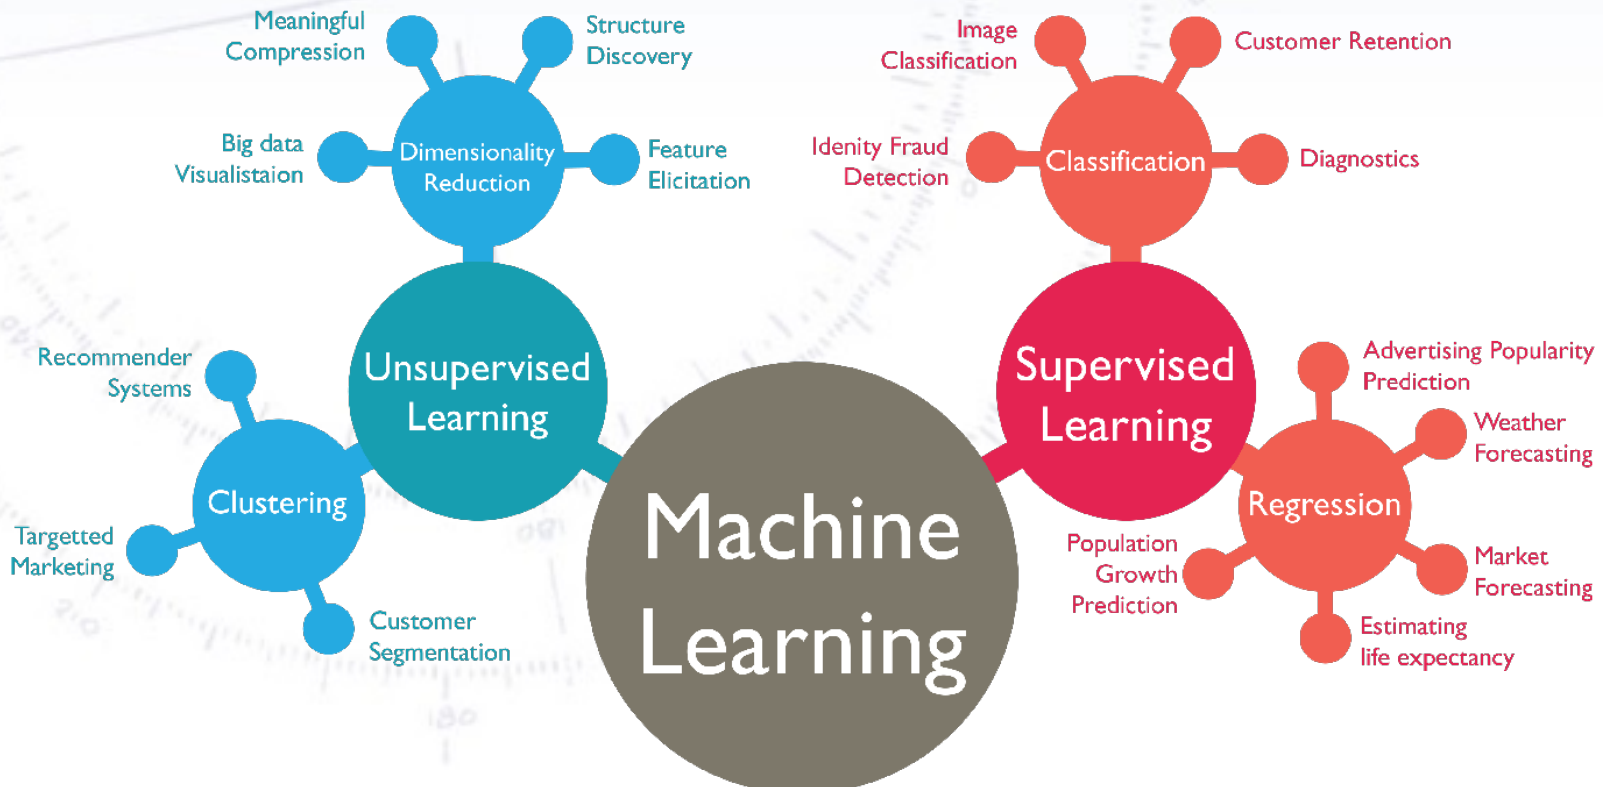 Meaningful
Compression
Structure
Discovery
Big data
Visualistaion
Dimensionality
Reduction
Feature
Elicitation
Image
Classification
Customer Retention
Idenity Fraud
Detection
Classification
Diagnostics
Unsupervised
Learning
Recommender
Systems
Clustering
Targetted
Marketing
Customer
Segmentation
Machine
Learning
Supervised
Learning
Advertising Popularity
Prediction
Weather
Forecasting
Regression
Population
Growth
Prediction
Market
Forecasting
Estimating
life expectancy
180